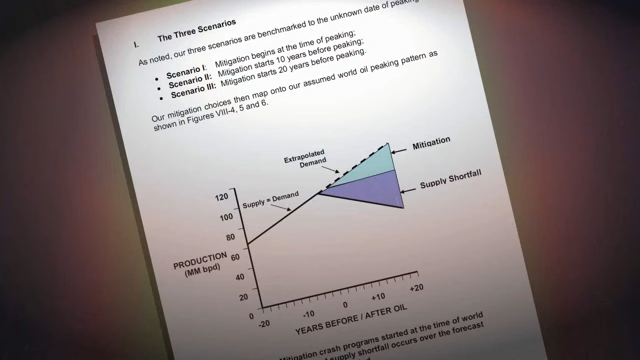 I. The Three Scenarios
As noted, our three scenarios are benchmarked to the unknown date of peaking
• Scenario I: Mitigation begins at the time of peaking;
• Scenario II: Mitigation starts 10 years before peaking;
• Scenario III: Mitigation starts 20 years before peaking.
Our mitigation choices then map onto our assumed world oil peaking pattern as
shown in Figures VIII-4, 5 and 6.
Extrapolated
Demand
Mitigation
Supply = Demand
Supply Shortfall
PRODUCTION
(MM bpd)
120
100
80
60
40
20
0
-20
-10
0
+10
+20
YEARS BEFORE / AFTER OIL
Mitigation crash programs started at the time of world
supply shortfall occurs over the forecast